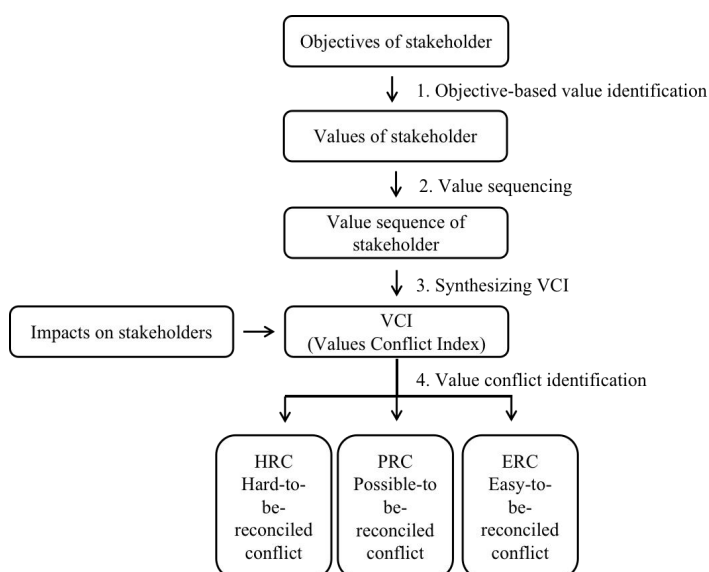 Objectives of stakeholder
1. Objective-based value identification
Values of stakeholder
2. Value sequencing
Value sequence of
stakeholder
3. Synthesizing VCI
Impacts on stakeholders
VCI
(Values Conflict Index)
4. Value conflict identification
HRC
Hard-to-
be-
reconciled
conflict
PRC
Possible-to
be-
reconciled
conflict
ERC
Easy-to-
be-
reconciled
conflict